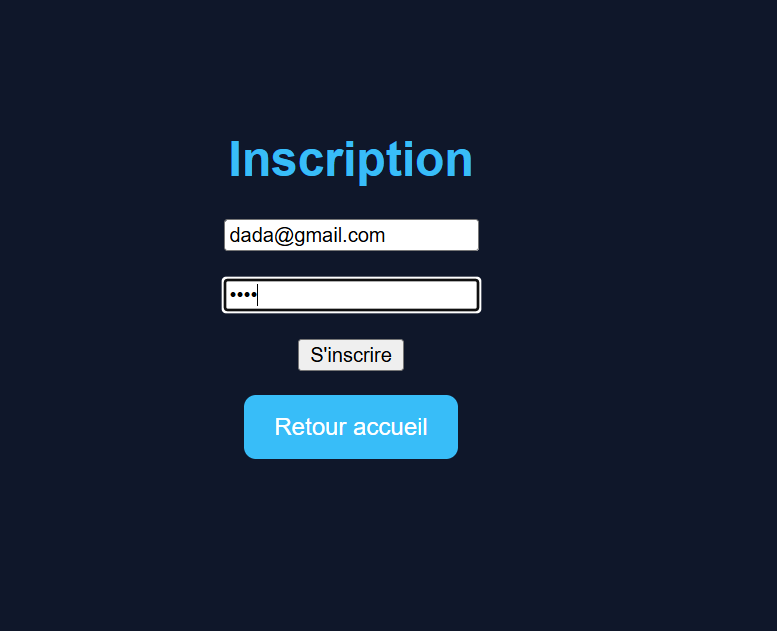 Inscription
dada@gmail.com
••••
S'inscrire
Retour accueil